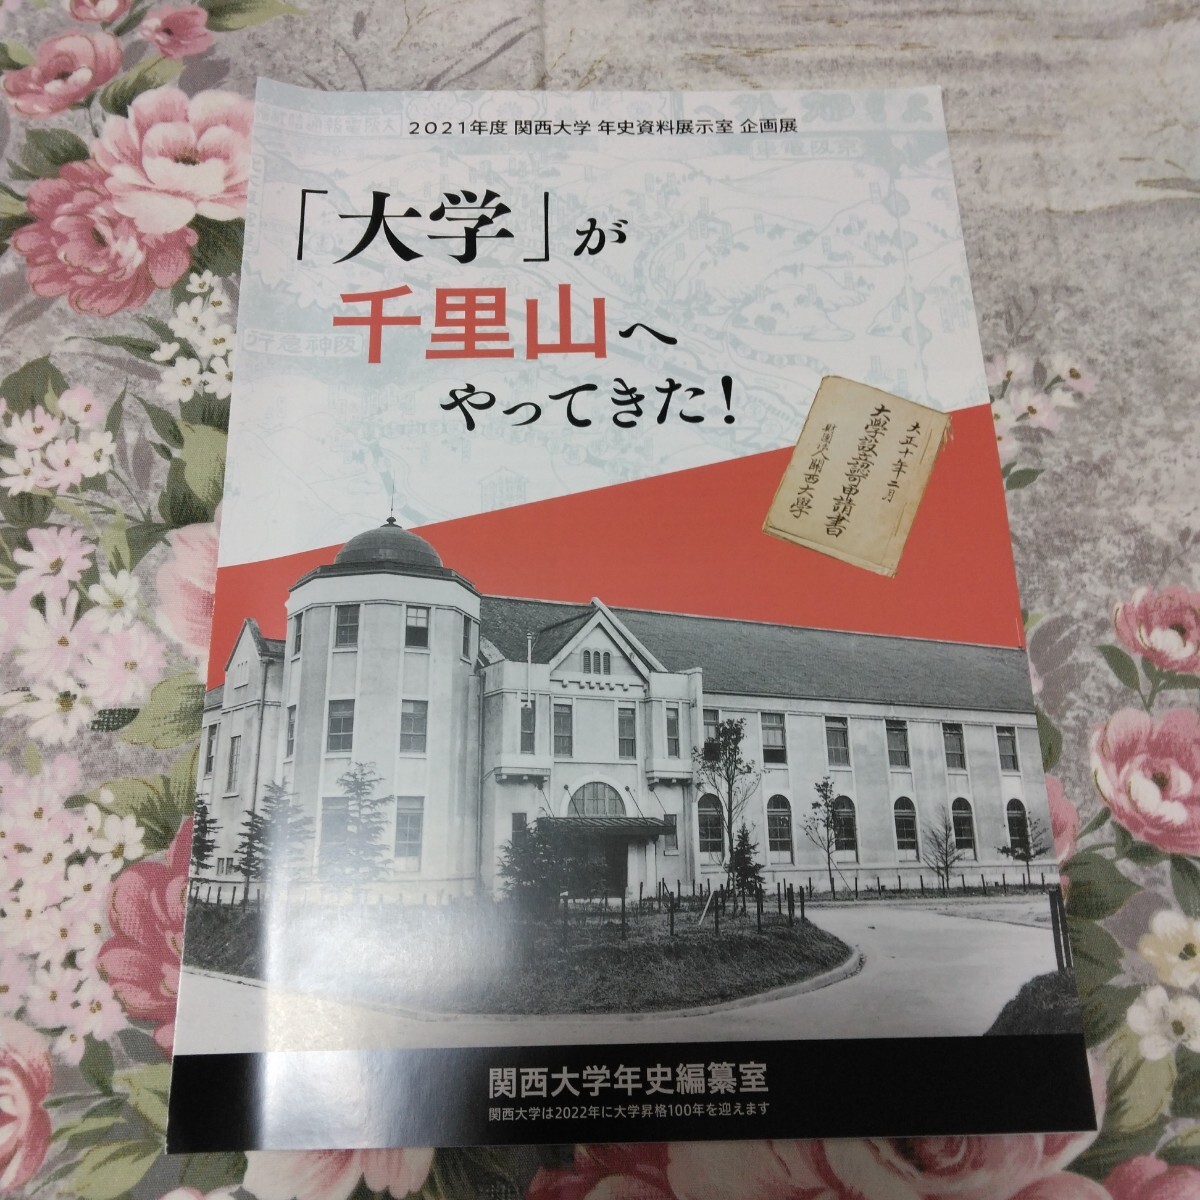 2021年度 関西大学 年史資料展示室 企画展
「大学」が
千里山へ
やってきた！
大正十年二月
大學設立認可申請書
財團法人關西大學
関西大学年史編纂室
関西大学は2022年に大学昇格100年を迎えます